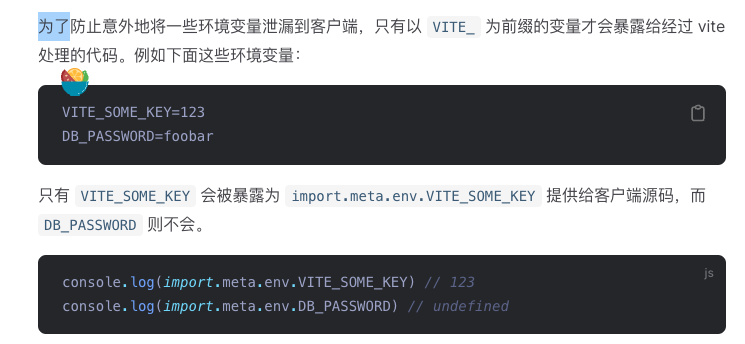 为了防止意外地将一些环境变量泄漏到客户端，只有以 VITE_ 为前缀的变量才会暴露给经过 vite
处理的代码。例如下面这些环境变量：
VITE_SOME_KEY=123
DB_PASSWORD=foobar
只有 VITE_SOME_KEY 会被暴露为 import.meta.env.VITE_SOME_KEY 提供给客户端源码，而
DB_PASSWORD 则不会。
js
console.log(import.meta.env.VITE_SOME_KEY) // 123
console.log(import.meta.env.DB_PASSWORD) // undefined